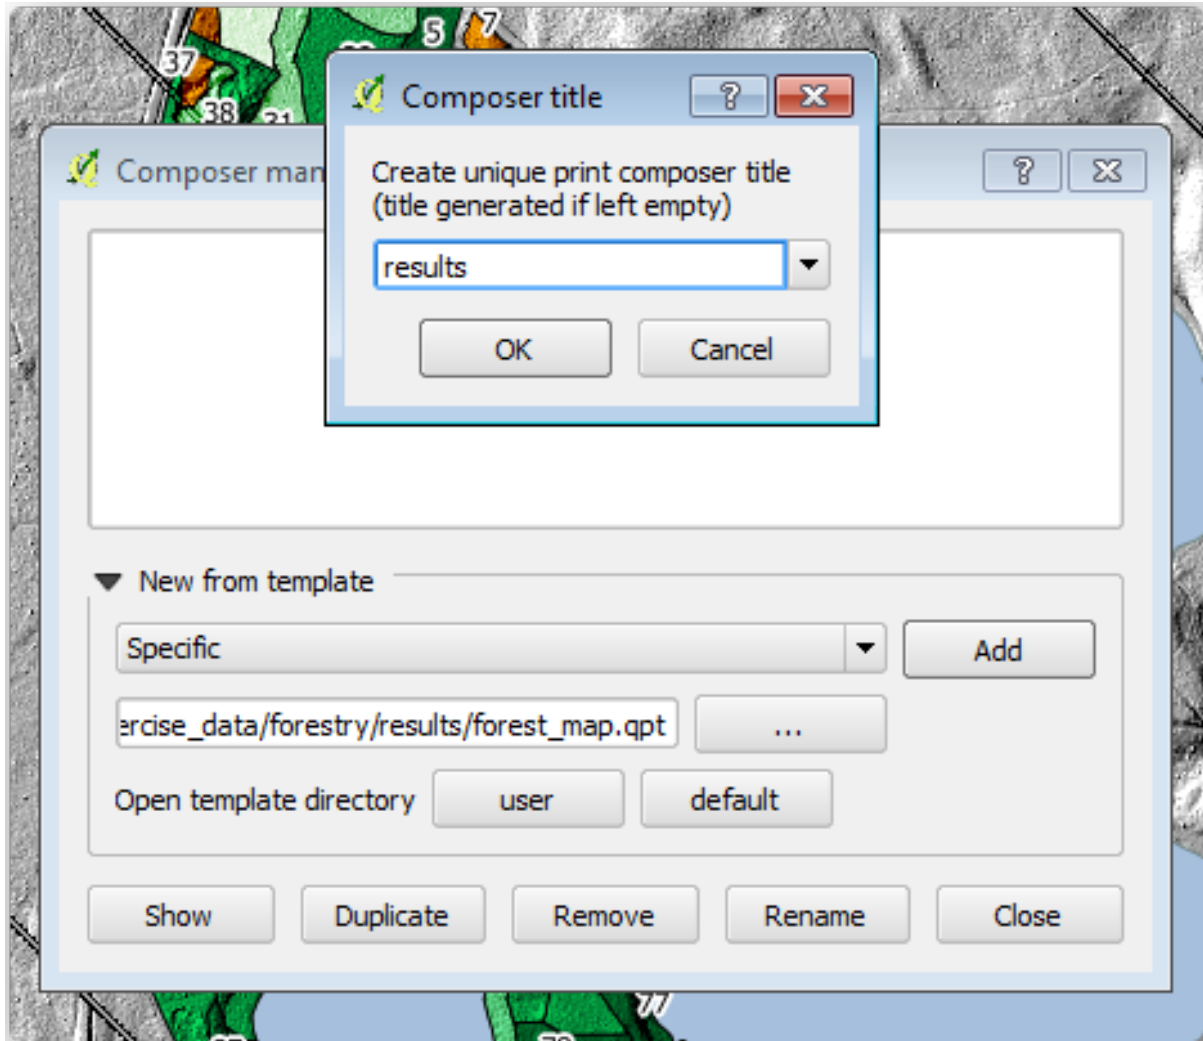 5
7
37
38
Composer title
?
Composer man
?
Create unique print composer title
(title generated if left empty)
results
OK
Cancel
New from template
Specific
Add
ercise_data/forestry/results/forest_map.qpt
...
Open template directory
user
default
Show
Duplicate
Remove
Rename
Close
77